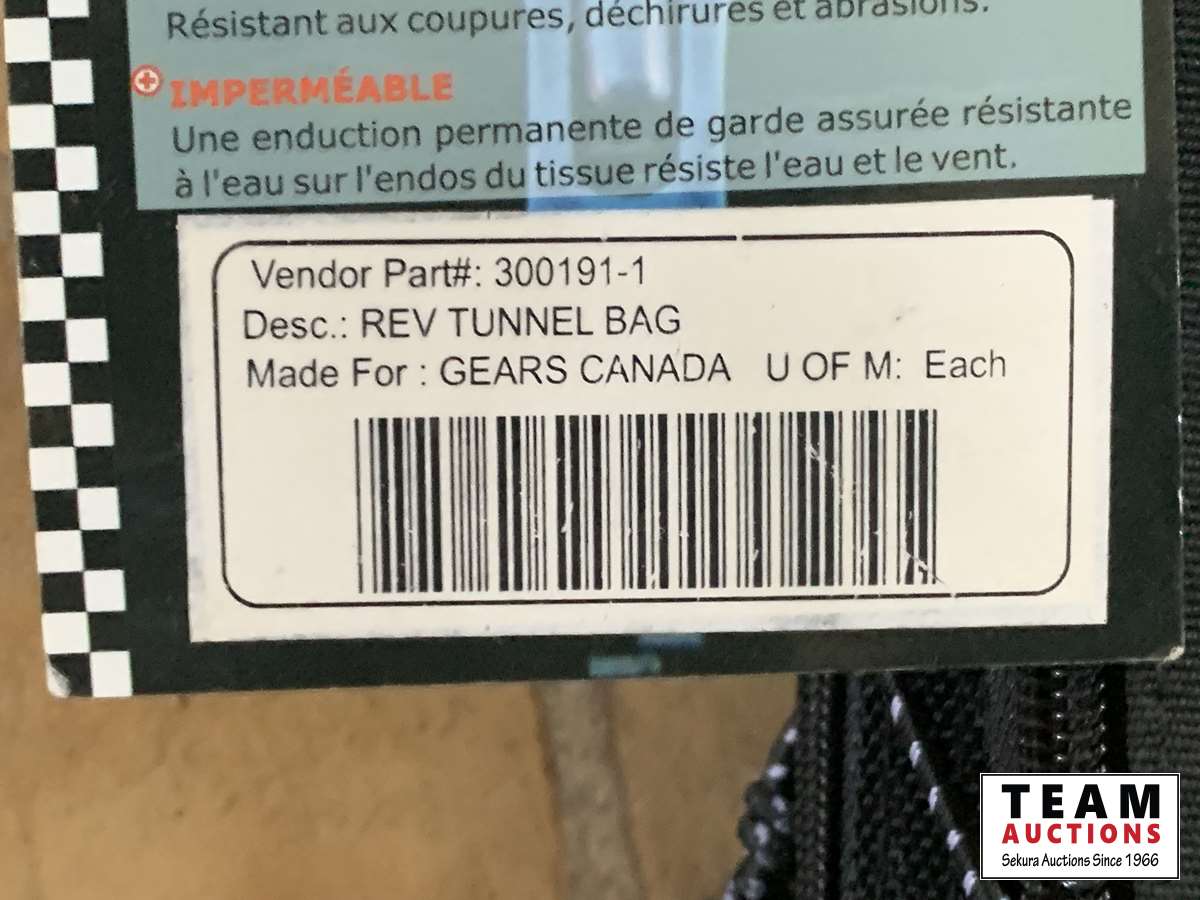 Résistant aux coupures, déchirures et abrasions.
IMPERMÉABLE
Une enduction permanente de garde assurée résistante
à l'eau sur l'endos du tissue résiste l'eau et le vent.
Vendor Part#: 300191-1
Desc.: REV TUNNEL BAG
Made For : GEARS CANADA U OF M: Each
TEAM
AUCTIONS
Sekura Auctions Since 1966